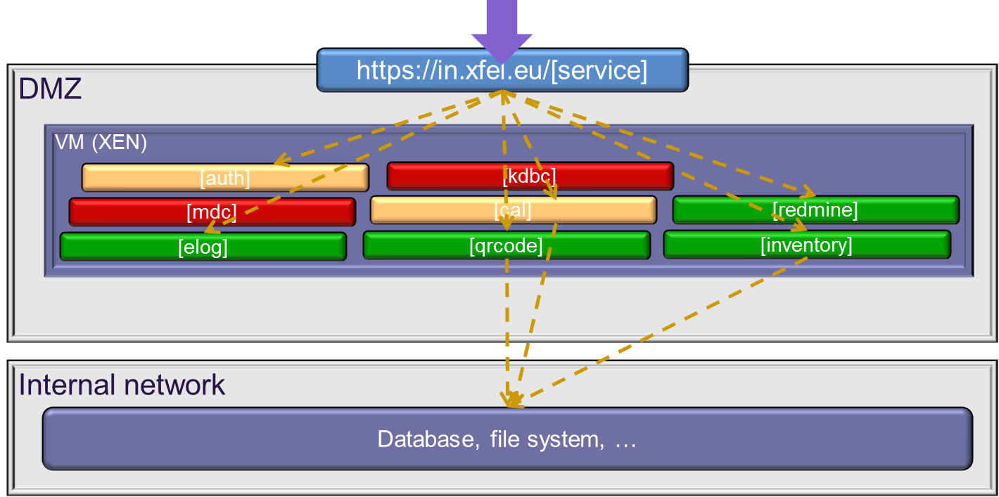 https://in.xfel.eu/[service]
DMZ
VM (XEN)
[auth]
[kdbc]
[mdc]
[cal]
[redmine]
[elog]
[qrcode]
[inventory]
Internal network
Database, file system, …